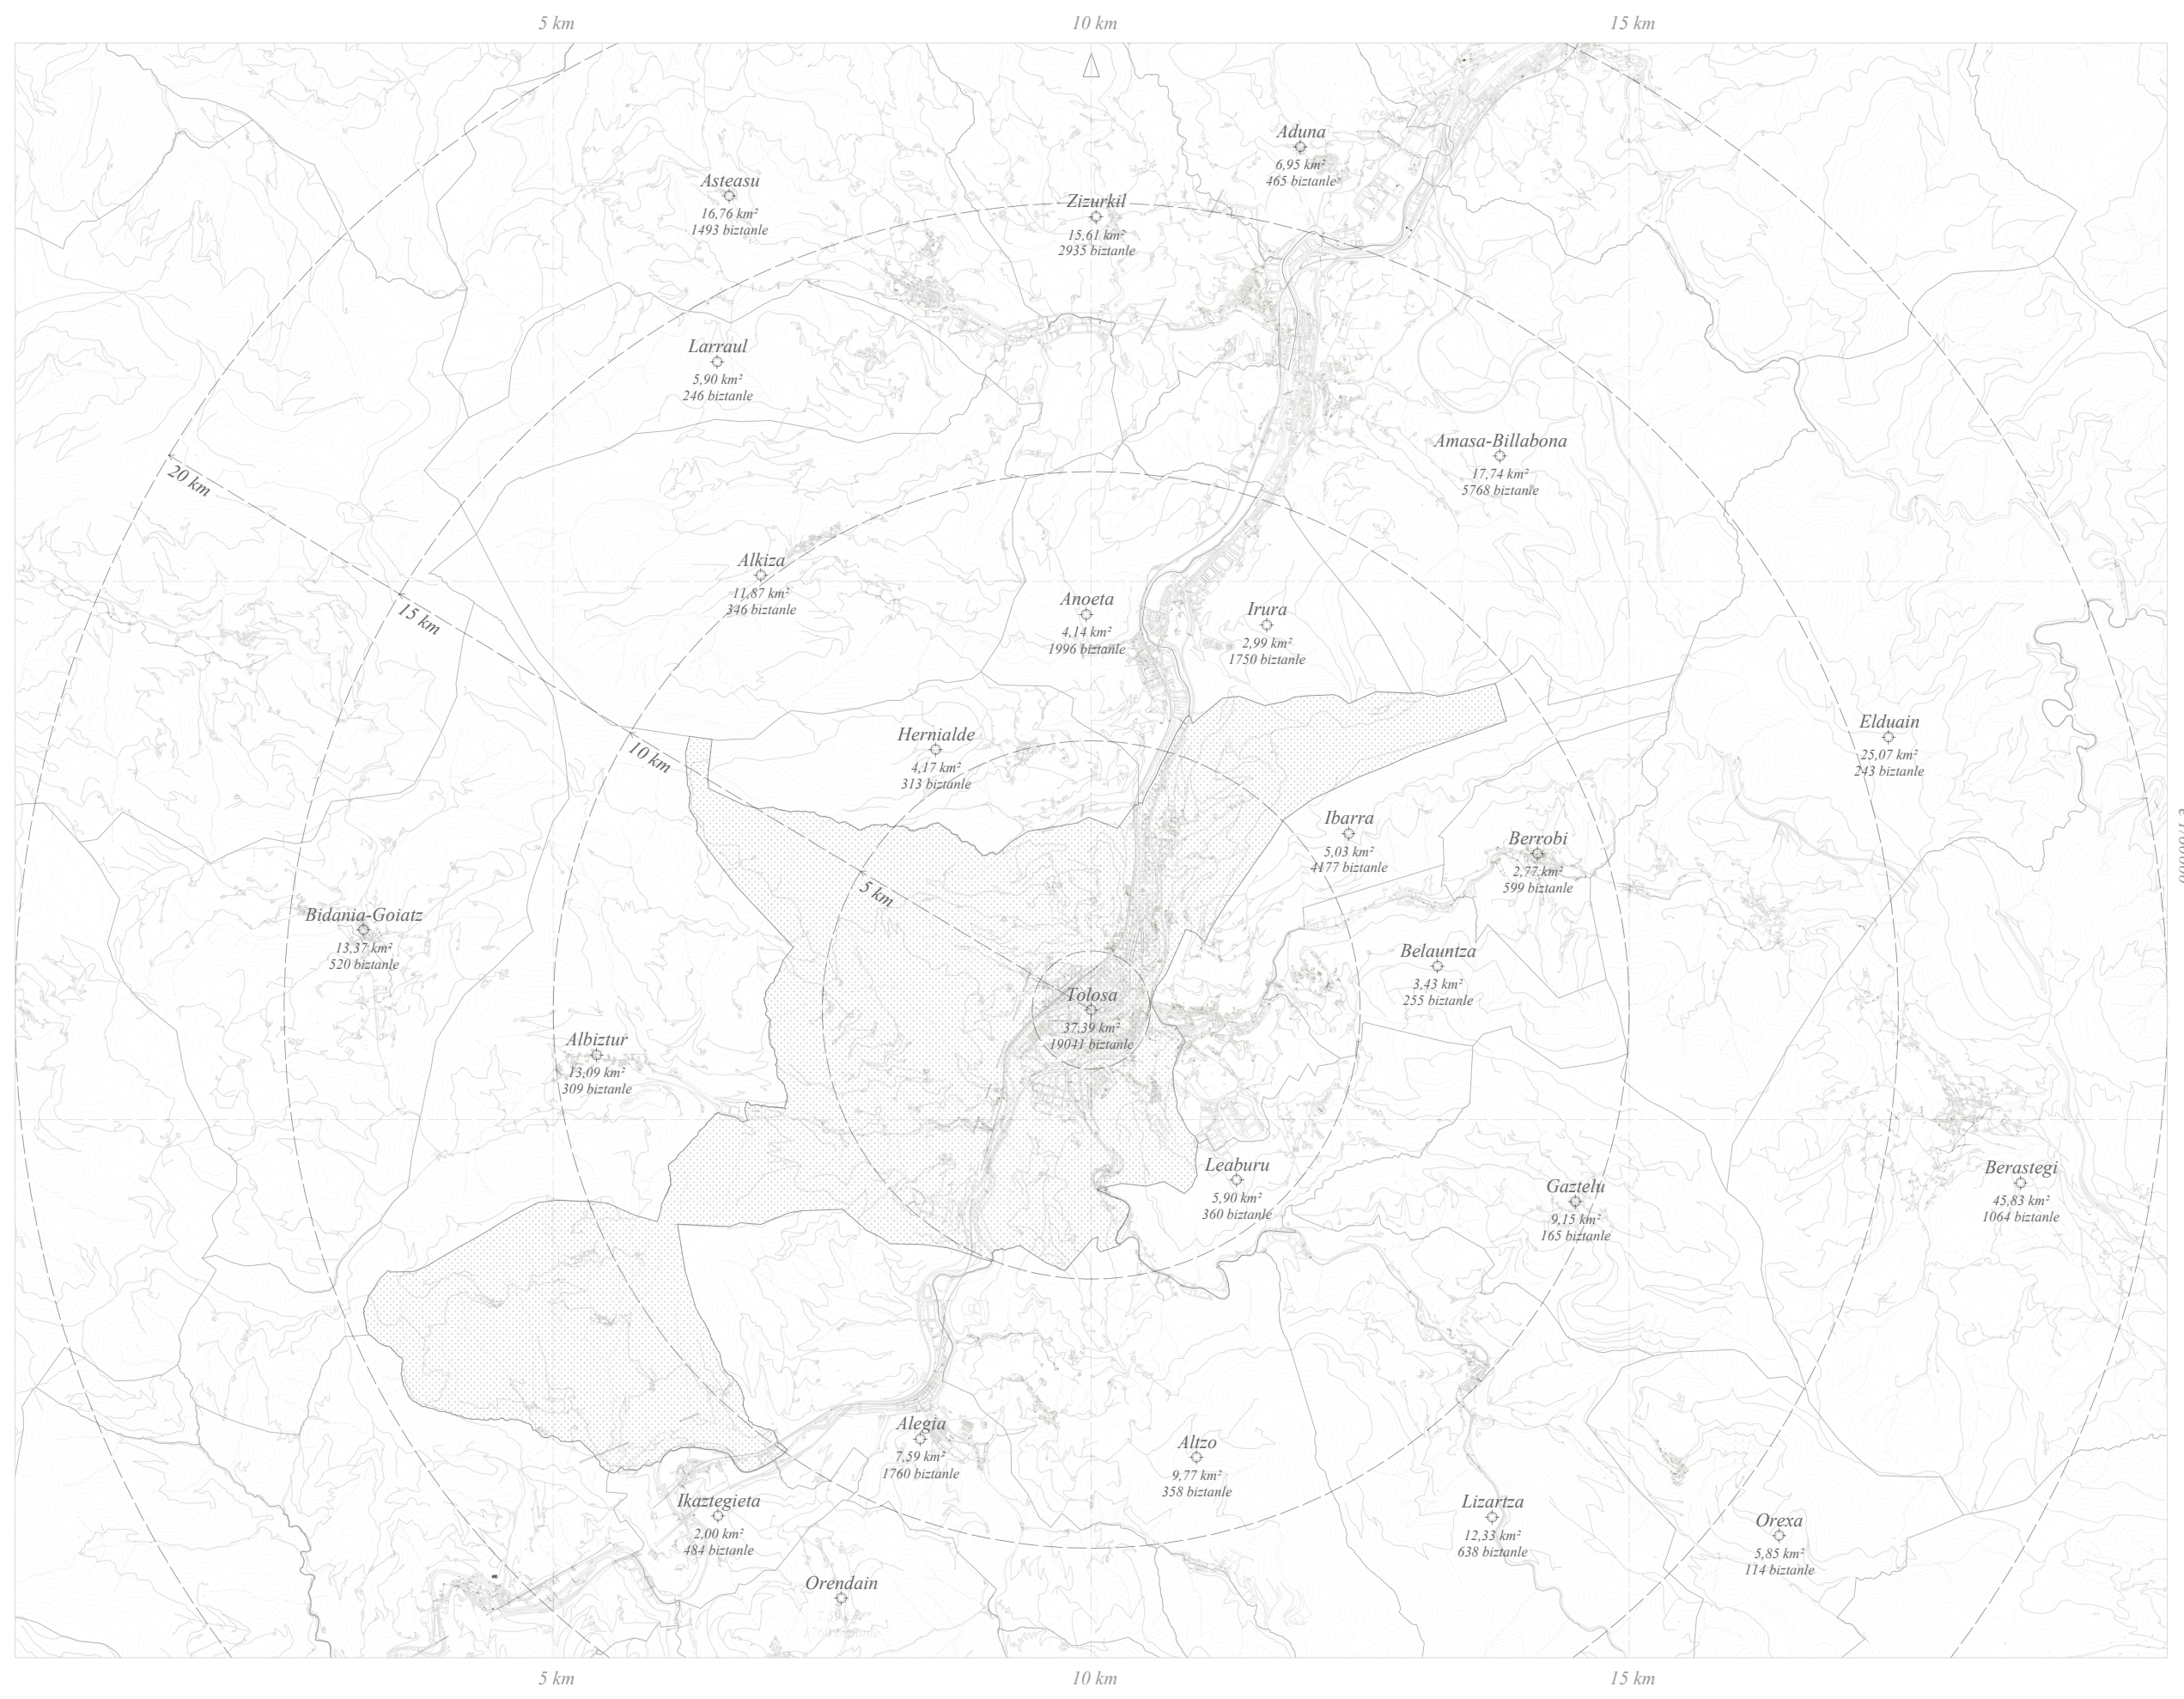 5 km
10 km
15 km
Aduna
6,95 km²
465 biztanle
Asteasu
16,76 km²
1493 biztanle
Zizurkil
15,61 km²
2935 biztanle
Larraul
5,90 km²
246 biztanle
Amasa-Billabona
17,74 km²
5768 biztanle
20 km
15 km
10 km
5 km
Alkiza
11,87 km²
346 biztanle
Anoeta
4,14 km²
1996 biztanle
Irura
2,99 km²
1750 biztanle
Hernialde
4,17 km²
313 biztanle
Elduain
25,07 km²
243 biztanle
Ibarra
5,03 km²
4177 biztanle
Berrobi
2,77 km²
599 biztanle
Bidania-Goiatz
13,37 km²
520 biztanle
Belauntza
3,43 km²
255 biztanle
Tolosa
37,39 km²
19041 biztanle
Albiztur
13,09 km²
309 biztanle
Leaburu
5,90 km²
360 biztanle
Gaztelu
9,15 km²
165 biztanle
Berastegi
45,83 km²
1064 biztanle
Alegia
7,59 km²
1760 biztanle
Altzo
9,77 km²
358 biztanle
Ikaztegieta
2,00 km²
484 biztanle
Lizartza
12,33 km²
638 biztanle
Orexa
5,85 km²
114 biztanle
Orendain
5 km
10 km
15 km